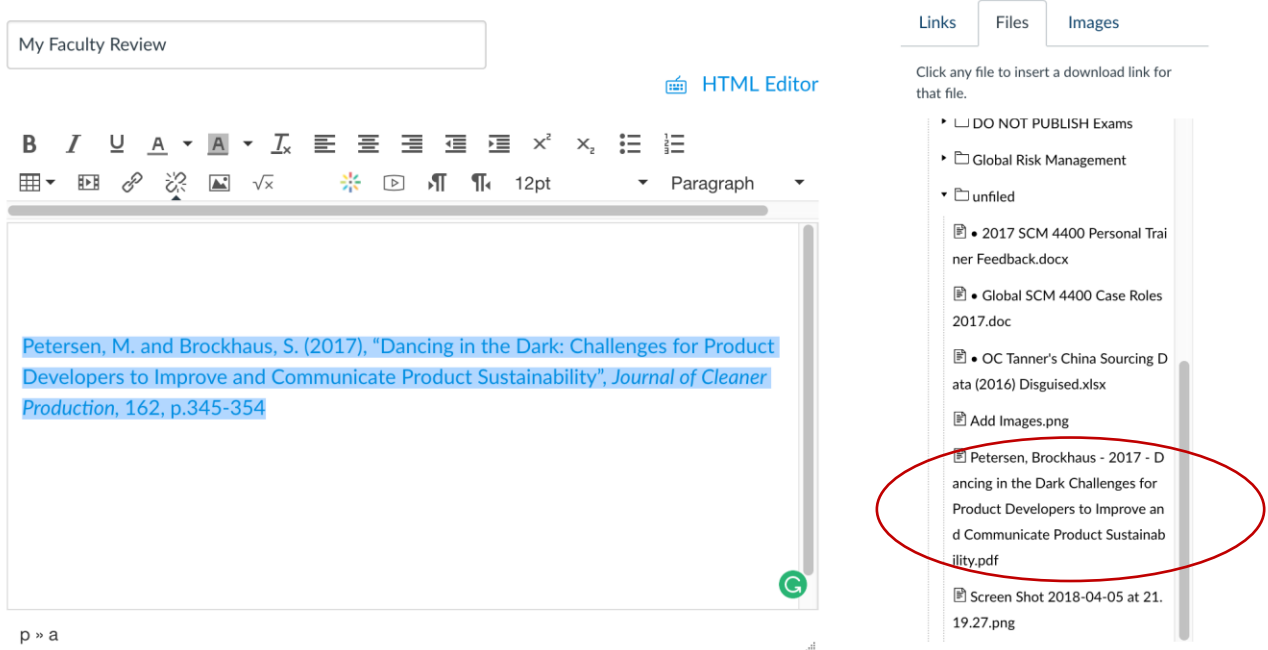 My Faculty Review
HTML Editor
B I U A A Tx x² x₂
√x 12pt Paragraph
Petersen, M. and Brockhaus, S. (2017), “Dancing in the Dark: Challenges for Product
Developers to Improve and Communicate Product Sustainability”, Journal of Cleaner
Production, 162, p.345-354
G
p » a
Links Files Images
Click any file to insert a download link for
that file.
DO NOT PUBLISH Exams
Global Risk Management
unfiled
• 2017 SCM 4400 Personal Trai
ner Feedback.docx
• Global SCM 4400 Case Roles
2017.doc
• OC Tanner's China Sourcing D
ata (2016) Disguised.xlsx
Add Images.png
Petersen, Brockhaus - 2017 - D
ancing in the Dark Challenges for
Product Developers to Improve an
d Communicate Product Sustainab
ility.pdf
Screen Shot 2018-04-05 at 21.
19.27.png